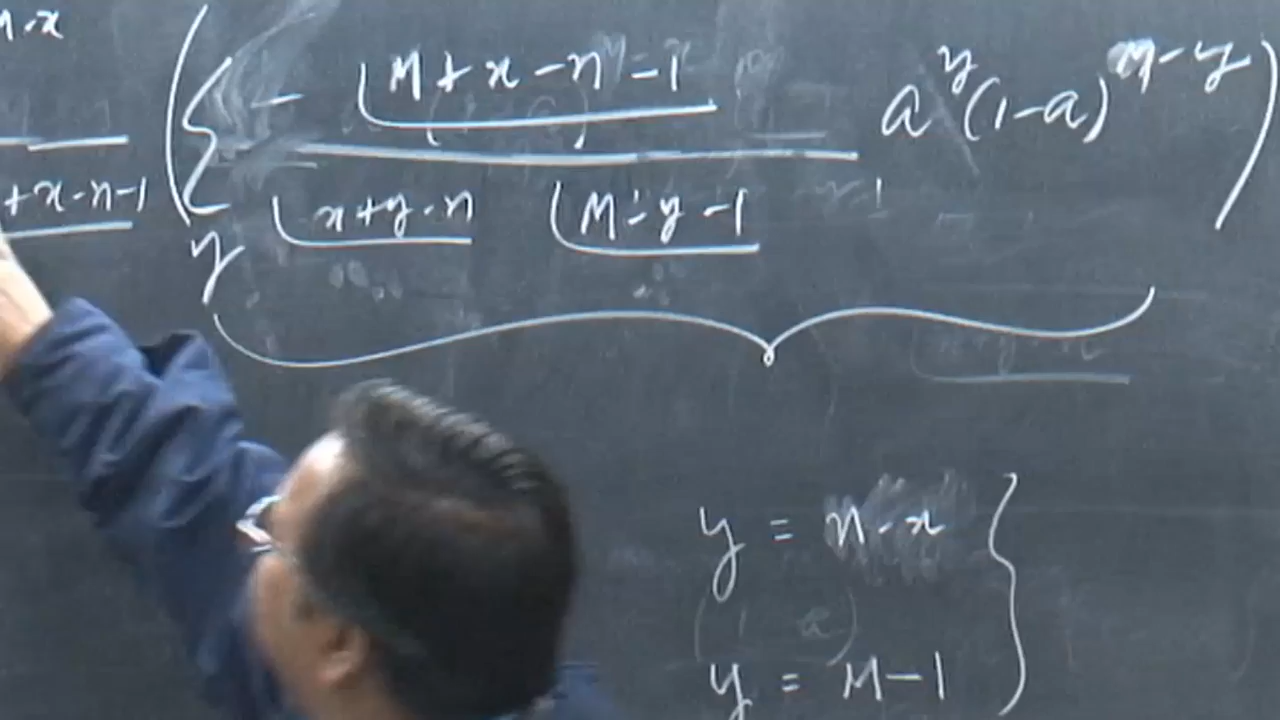 M-x
( Σ |M+x-n-1 a^y(1-a)^{M-y} )
+x-n-1 y |x+y-n |M-y-1
y = n-x }
y = M-1